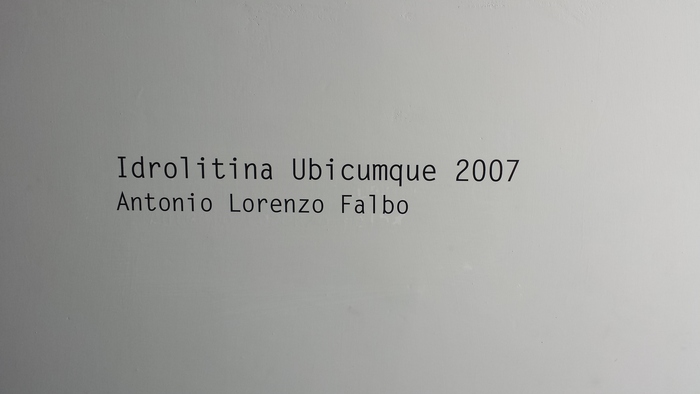 Idrolitina Ubicumque 2007
Antonio Lorenzo Falbo